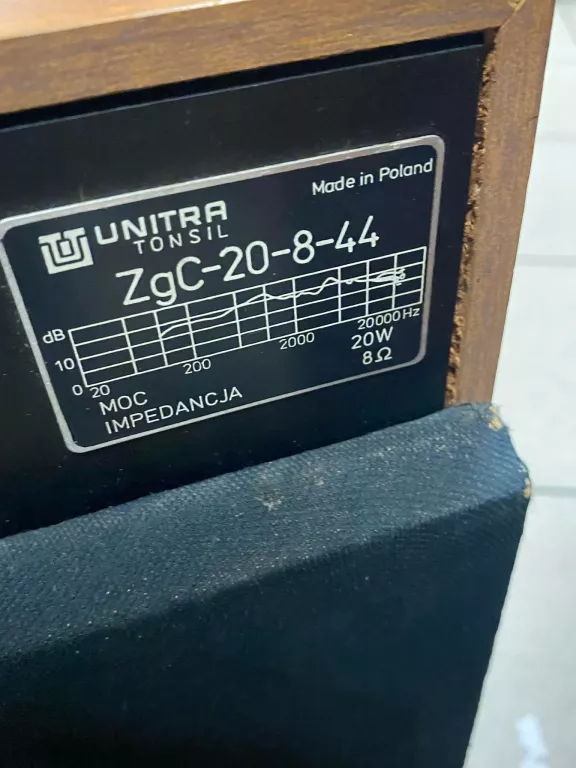 Made in Poland
UNITRA
TONSIL
ZgC-20-8-44
dB
10
0 20 200 2000 20000 Hz
MOC 20W
IMPEDANCJA 8Ω